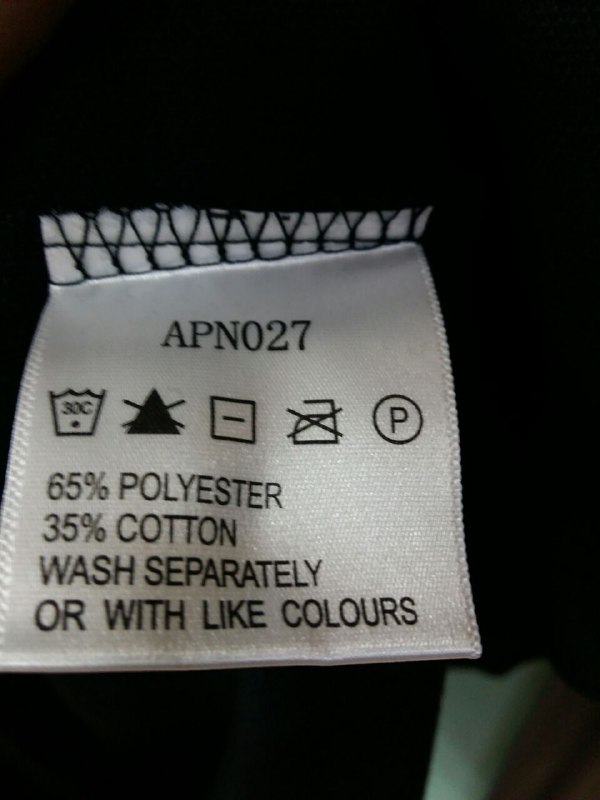 APN027
30C
P
65% POLYESTER
35% COTTON
WASH SEPARATELY
OR WITH LIKE COLOURS